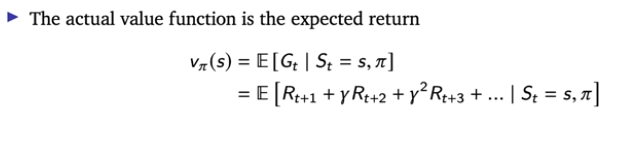 ▶ The actual value function is the expected return
vπ(s) = 𝔼[Gₜ | Sₜ = s, π]
= 𝔼[Rₜ₊₁ + γRₜ₊₂ + γ²Rₜ₊₃ + ... | Sₜ = s, π]